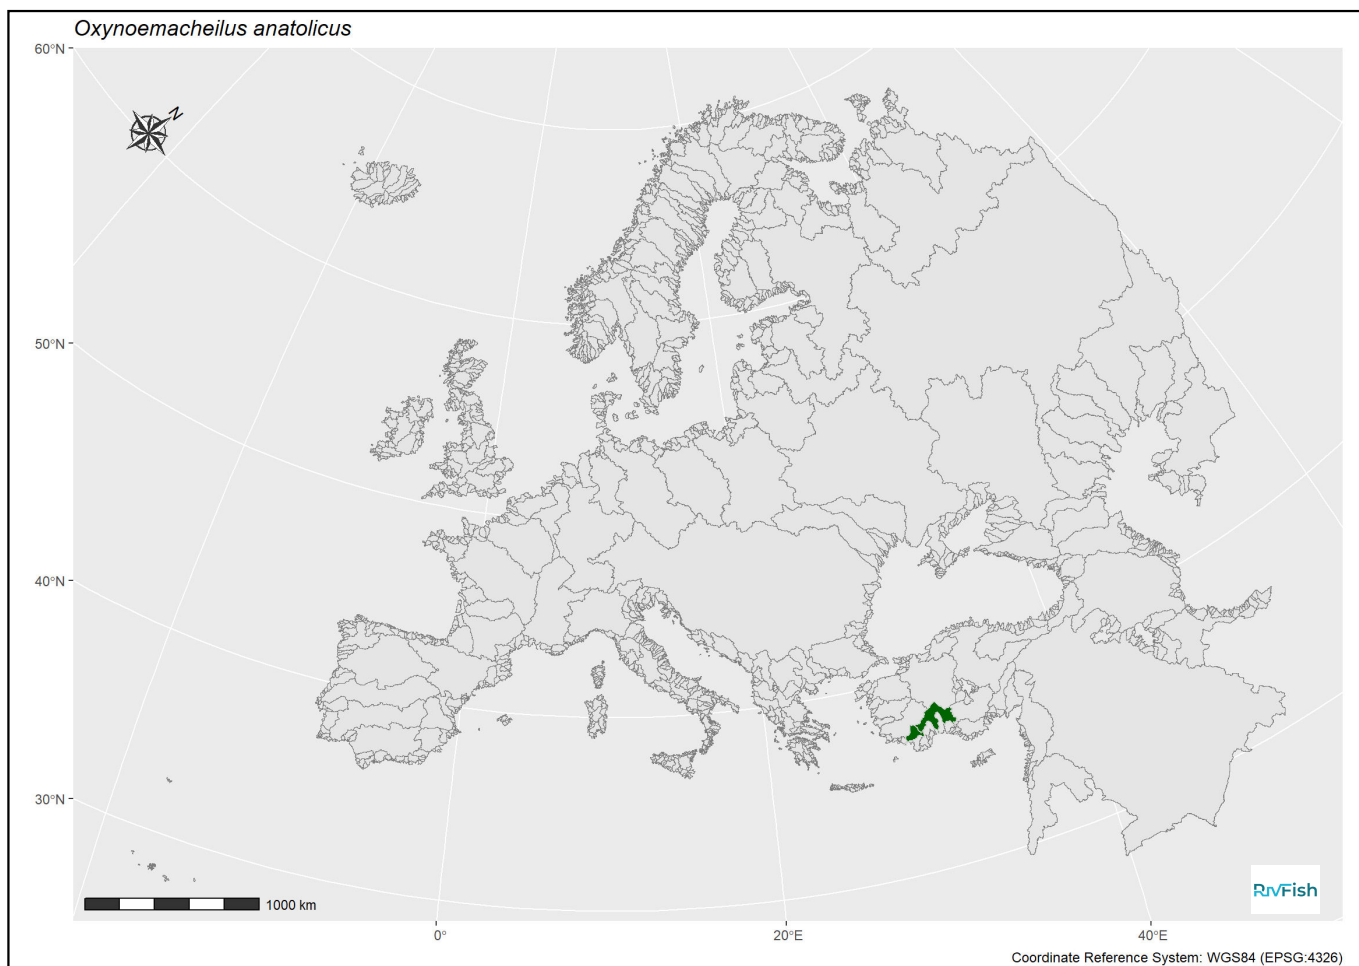 Oxynoemacheilus anatolicus
60°N
N
50°N
40°N
30°N
1000 km
RIVFish
0°
20°E
40°E
Coordinate Reference System: WGS84 (EPSG:4326)